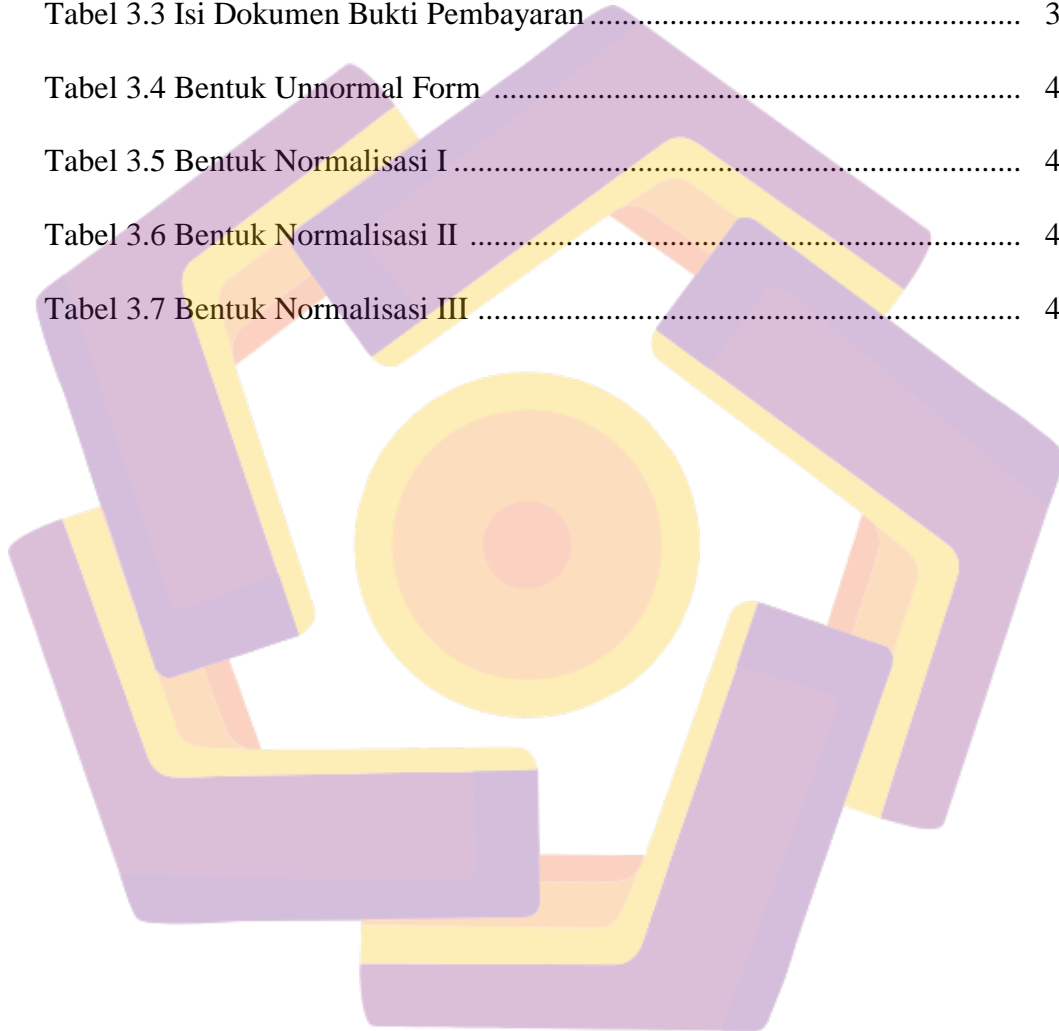 Tabel 3.3 Isi Dokumen Bukti Pembayaran ........................................................ 3
Tabel 3.4 Bentuk Unnormal Form ..................................................................... 4
Tabel 3.5 Bentuk Normalisasi I .......................................................................... 4
Tabel 3.6 Bentuk Normalisasi II ........................................................................ 4
Tabel 3.7 Bentuk Normalisasi III ....................................................................... 4